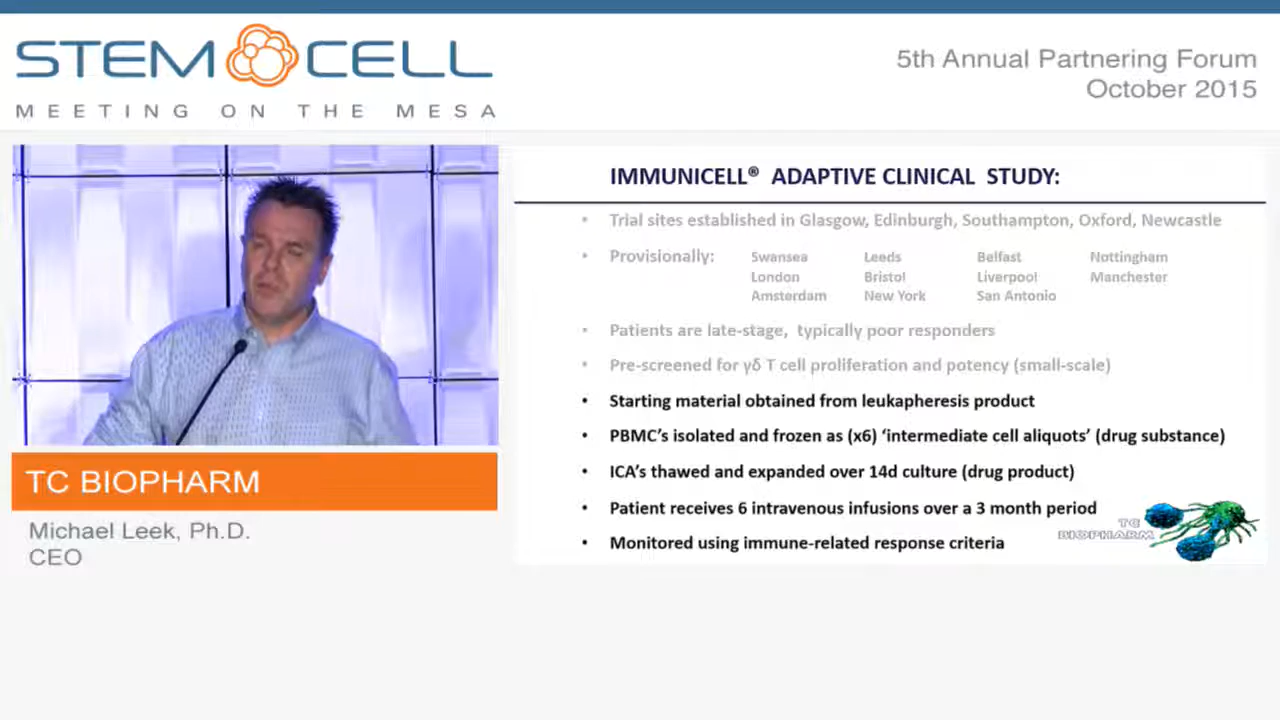 STEM CELL
MEETING ON THE MESA
5th Annual Partnering Forum
October 2015
IMMUNICELL® ADAPTIVE CLINICAL STUDY:
• Trial sites established in Glasgow, Edinburgh, Southampton, Oxford, Newcastle
• Provisionally: Swansea Leeds Belfast Nottingham
London Bristol Liverpool Manchester
Amsterdam New York San Antonio
• Patients are late-stage, typically poor responders
• Pre-screened for γδ T cell proliferation and potency (small-scale)
• Starting material obtained from leukapheresis product
• PBMC's isolated and frozen as (x6) 'intermediate cell aliquots' (drug substance)
• ICA's thawed and expanded over 14d culture (drug product)
• Patient receives 6 intravenous infusions over a 3 month period
• Monitored using immune-related response criteria
TC
BIOPHARM
TC BIOPHARM
Michael Leek, Ph.D.
CEO